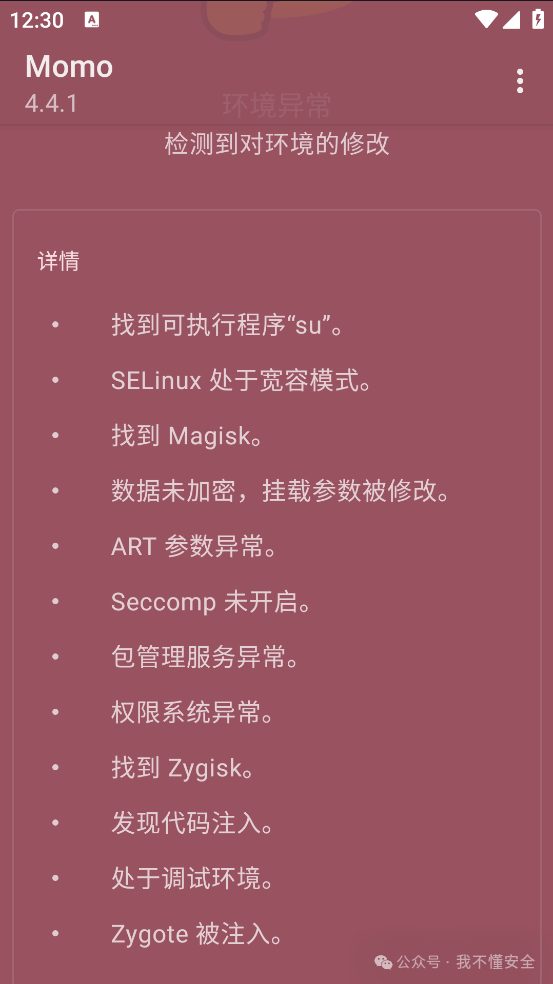 12:30
Momo
4.4.1
环境异常
检测到对环境的修改
详情
• 找到可执行程序“su”。
• SELinux 处于宽容模式。
• 找到 Magisk。
• 数据未加密，挂载参数被修改。
• ART 参数异常。
• Seccomp 未开启。
• 包管理服务异常。
• 权限系统异常。
• 找到 Zygisk。
• 发现代码注入。
• 处于调试环境。
• Zygote 被注入。
公众号 · 我不懂安全